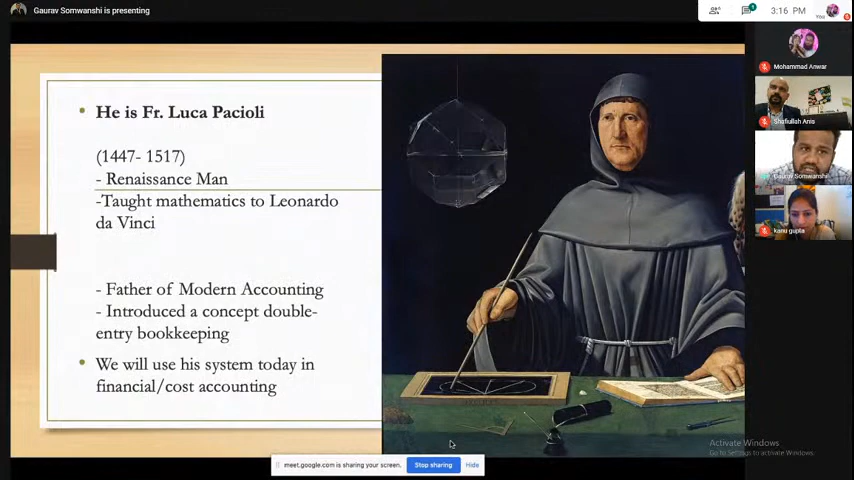 Gaurav Somwanshi is presenting
3:16 PM
You
• He is Fr. Luca Pacioli
(1447- 1517)
- Renaissance Man
-Taught mathematics to Leonardo
da Vinci
- Father of Modern Accounting
- Introduced a concept double-
entry bookkeeping
• We will use his system today in
financial/cost accounting
Mohammad Anwar
Shafiullah Anis
Gaurav Somwanshi
kanu gupta
Activate Windows
Go to Settings to activate Windows.
meet.google.com is sharing your screen.
Stop sharing
Hide